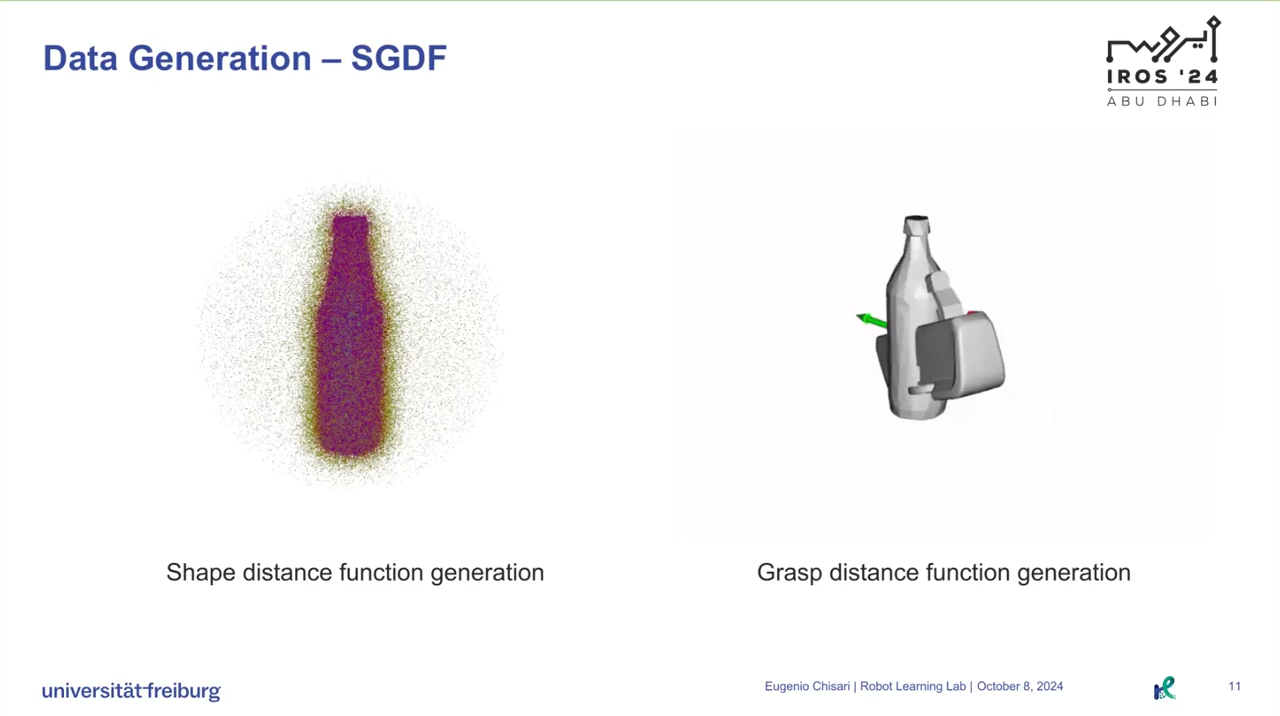 Data Generation – SGDF
أيروس
IROS '24
ABU DHABI
Shape distance function generation
Grasp distance function generation
universität freiburg
Eugenio Chisari | Robot Learning Lab | October 8, 2024
11